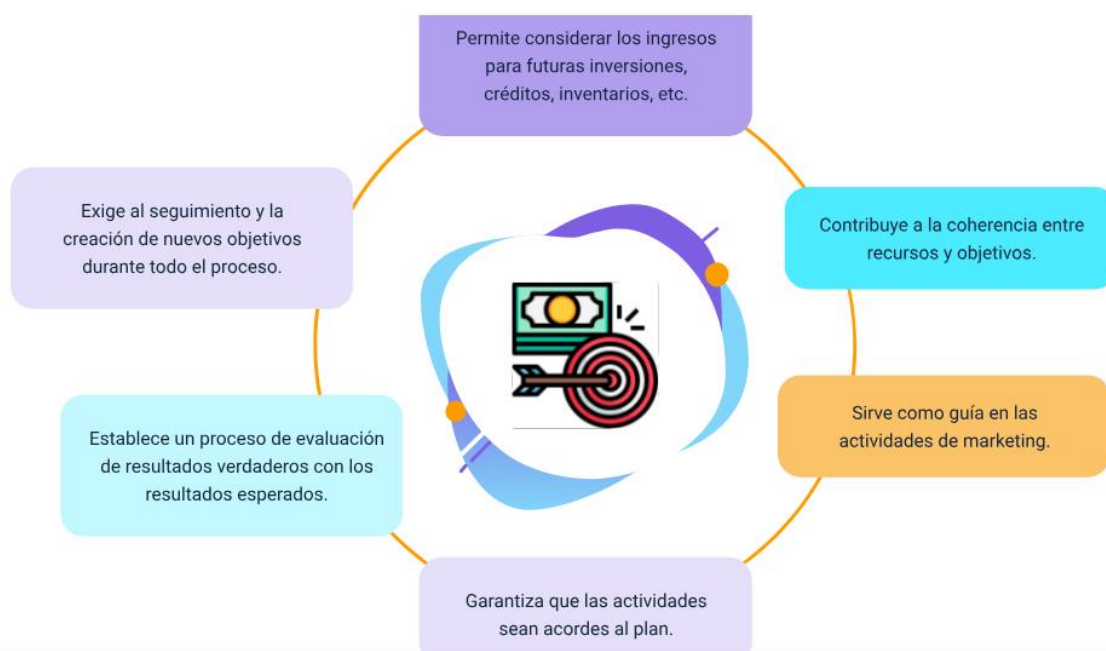 Permite considerar los ingresos
para futuras inversiones,
créditos, inventarios, etc.
Contribuye a la coherencia entre
recursos y objetivos.
Sirve como guía en las
actividades de marketing.
Garantiza que las actividades
sean acordes al plan.
Establece un proceso de evaluación
de resultados verdaderos con los
resultados esperados.
Exige al seguimiento y la
creación de nuevos objetivos
durante todo el proceso.